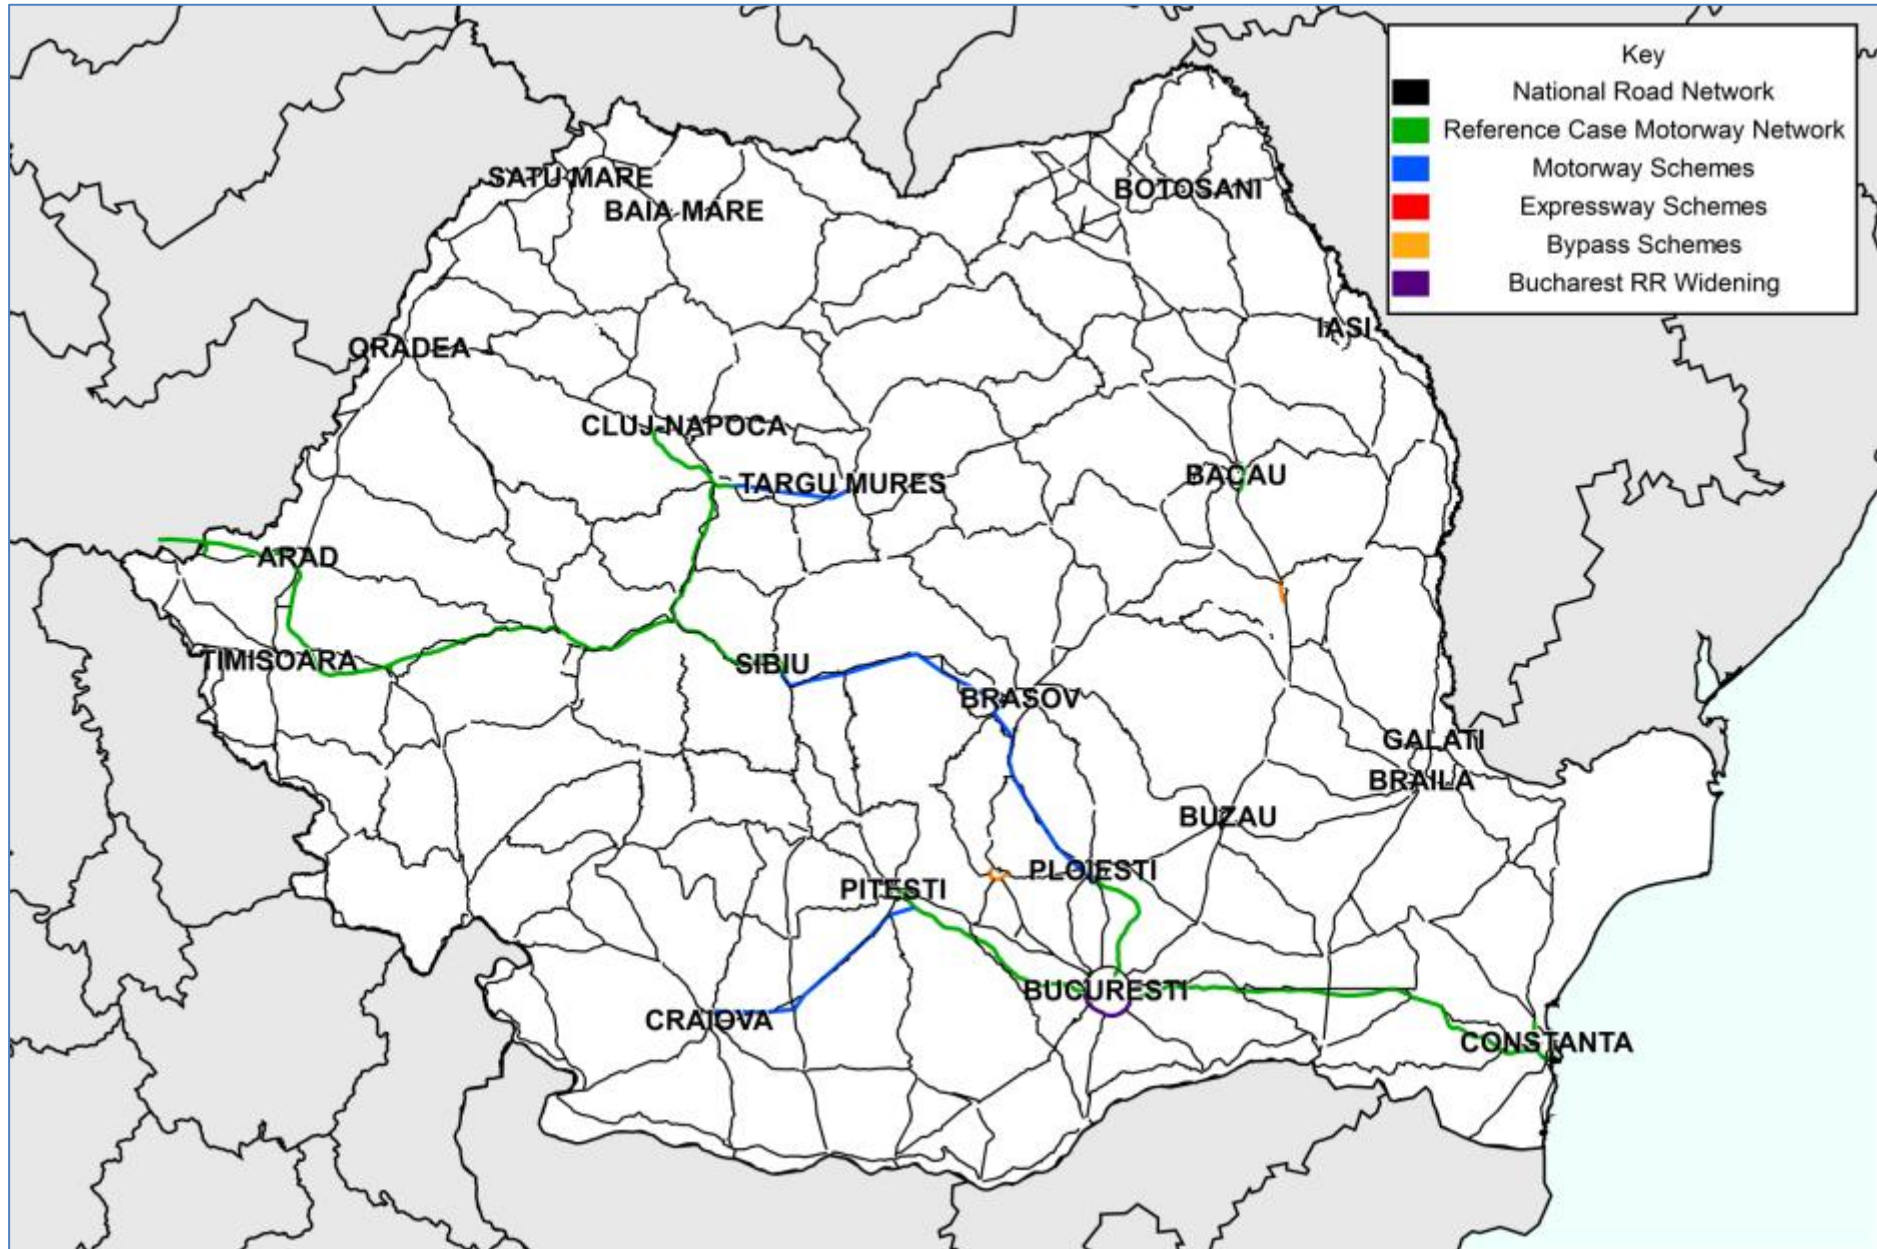 Key
National Road Network
Reference Case Motorway Network
Motorway Schemes
Expressway Schemes
Bypass Schemes
Bucharest RR Widening
SATU MARE
BAIA MARE
BOTOSANI
IASI
ORADEA
CLUJ-NAPOCA
TARGU MURES
BACAU
ARAD
TIMISOARA
SIBIU
BRASOV
GALATI
BRAILA
BUZAU
PLOIESTI
PITESTI
BUCURESTI
CRAIOVA
CONSTANTA